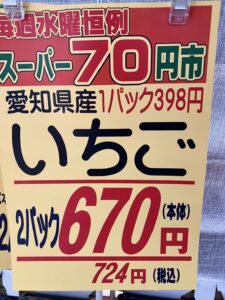 毎週水曜恒例
スーパー70円市
愛知県産1パック398円
いちご
2パック670円(本体)
724円(税込)